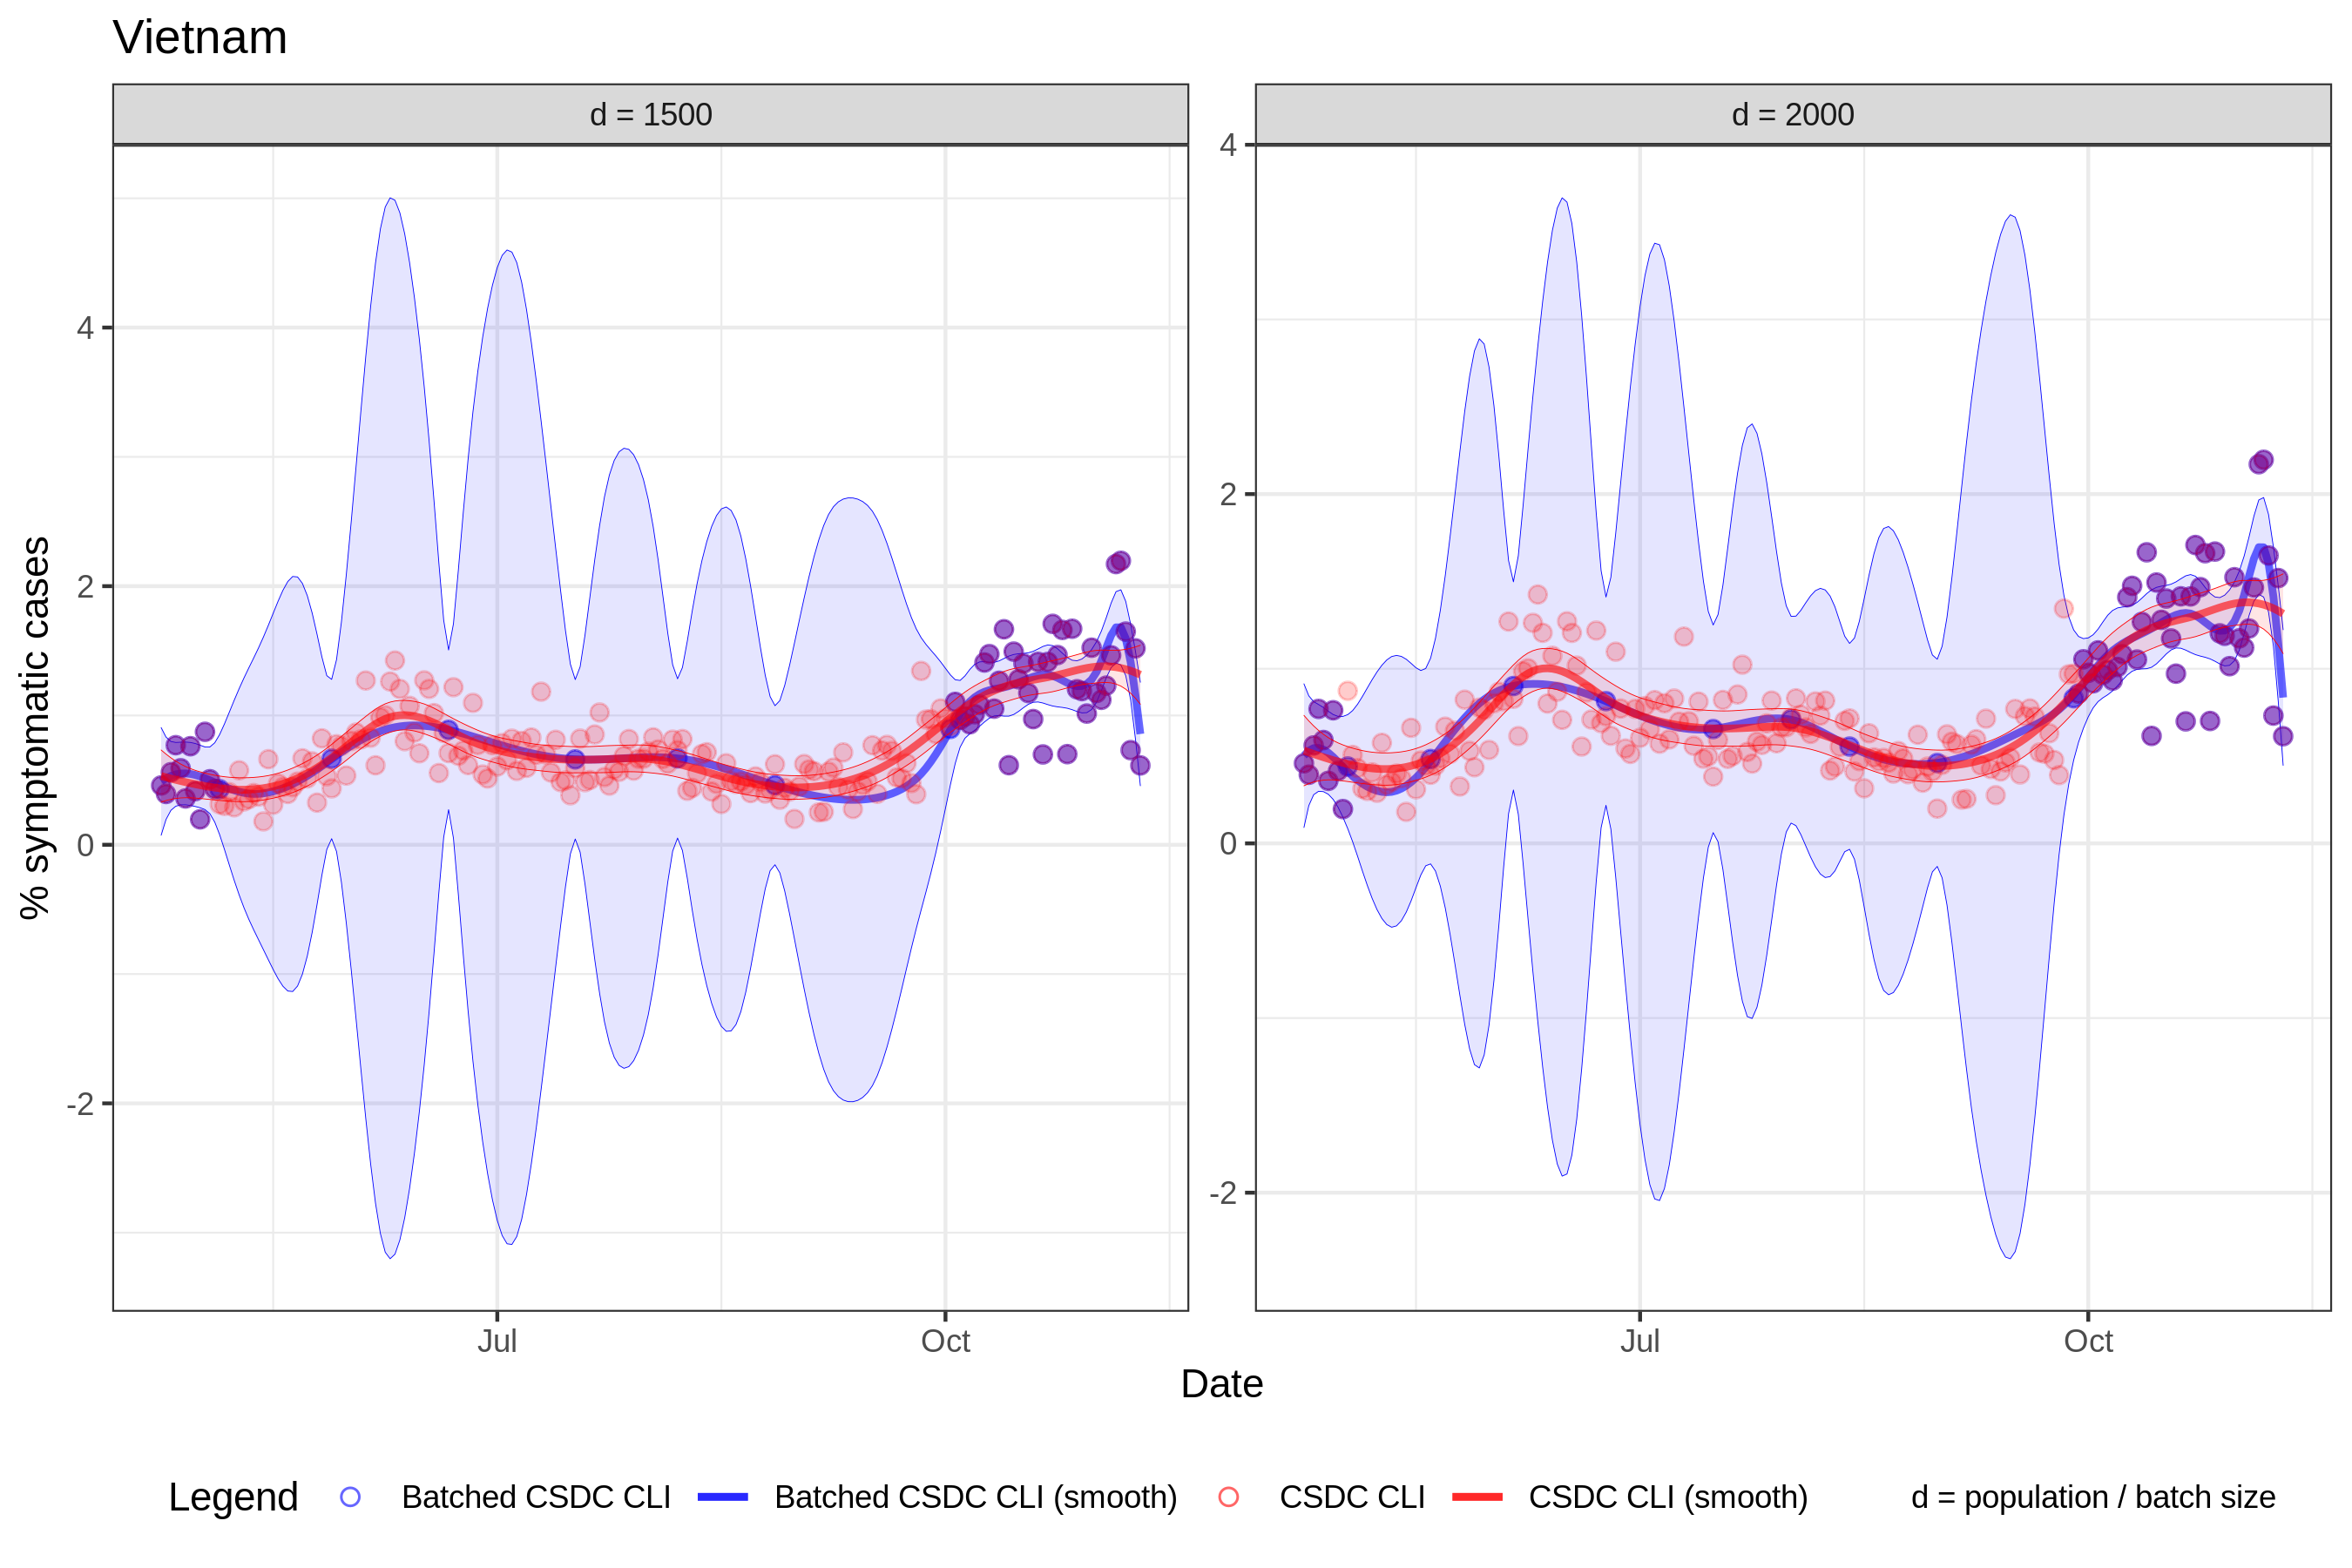 Vietnam
d = 1500
d = 2000
4
2
0
-2
4
2
0
-2
% symptomatic cases
Jul
Oct
Jul
Oct
Date
Legend
Batched CSDC CLI
Batched CSDC CLI (smooth)
CSDC CLI
CSDC CLI (smooth)
d = population / batch size